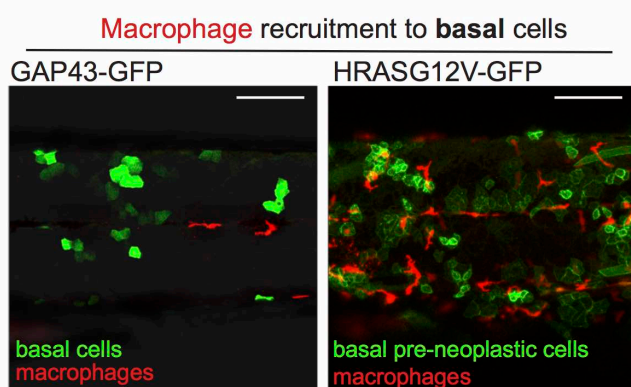 Macrophage recruitment to basal cells
GAP43-GFP
HRASG12V-GFP
basal cells
macrophages
basal pre-neoplastic cells
macrophages